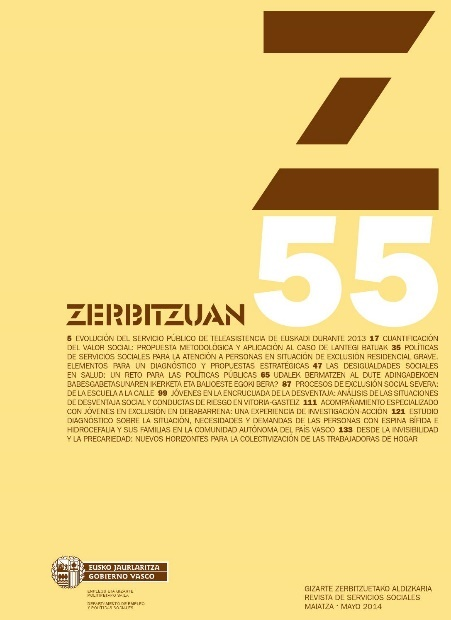 Z
55
ZERBITZUAN
5 EVOLUCIÓN DEL SERVICIO PÚBLICO DE TELEASISTENCIA DE EUSKADI DURANTE 2013 17 CUANTIFICACIÓN
DEL VALOR SOCIAL: PROPUESTA METODOLÓGICA Y APLICACIÓN AL CASO DE LANTEGI BATUAK 35 POLÍTICAS
DE SERVICIOS SOCIALES PARA LA ATENCIÓN A PERSONAS EN SITUACIÓN DE EXCLUSIÓN RESIDENCIAL GRAVE.
ELEMENTOS PARA UN DIAGNÓSTICO Y PROPUESTAS ESTRATÉGICAS 47 LAS DESIGUALDADES SOCIALES
EN SALUD: UN RETO PARA LAS POLÍTICAS PÚBLICAS 65 UDALEK BERMATZEN AL DUTE ADINGABEKOEN
BABESGABETASUNAREN IKERKETA ETA BALIOESTE EGOKI BERA? 87 PROCESOS DE EXCLUSIÓN SOCIAL SEVERA:
DE LA ESCUELA A LA CALLE 99 JÓVENES EN LA ENCRUCIJADA DE LA DESVENTAJA: ANÁLISIS DE LAS SITUACIONES
DE DESVENTAJA SOCIAL Y CONDUCTAS DE RIESGO EN VITORIA-GASTEIZ 111 ACOMPAÑAMIENTO ESPECIALIZADO
CON JÓVENES EN EXCLUSIÓN EN DEBABARRENA: UNA EXPERIENCIA DE INVESTIGACIÓN-ACCIÓN 121 ESTUDIO
DIAGNÓSTICO SOBRE LA SITUACIÓN, NECESIDADES Y DEMANDAS DE LAS PERSONAS CON ESPINA BÍFIDA E
HIDROCEFALIA Y SUS FAMILIAS EN LA COMUNIDAD AUTÓNOMA DEL PAÍS VASCO 133 DESDE LA INVISIBILIDAD
Y LA PRECARIEDAD: NUEVOS HORIZONTES PARA LA COLECTIVIZACIÓN DE LAS TRABAJADORAS DE HOGAR
EUSKO JAURLARITZA
GOBIERNO VASCO
ENPLEGU ETA GIZARTE
POLITIKETAKO SAILA
DEPARTAMENTO DE EMPLEO
Y POLÍTICAS SOCIALES
GIZARTE ZERBITZUETAKO ALDIZKARIA
REVISTA DE SERVICIOS SOCIALES
MAIATZA · MAYO 2014